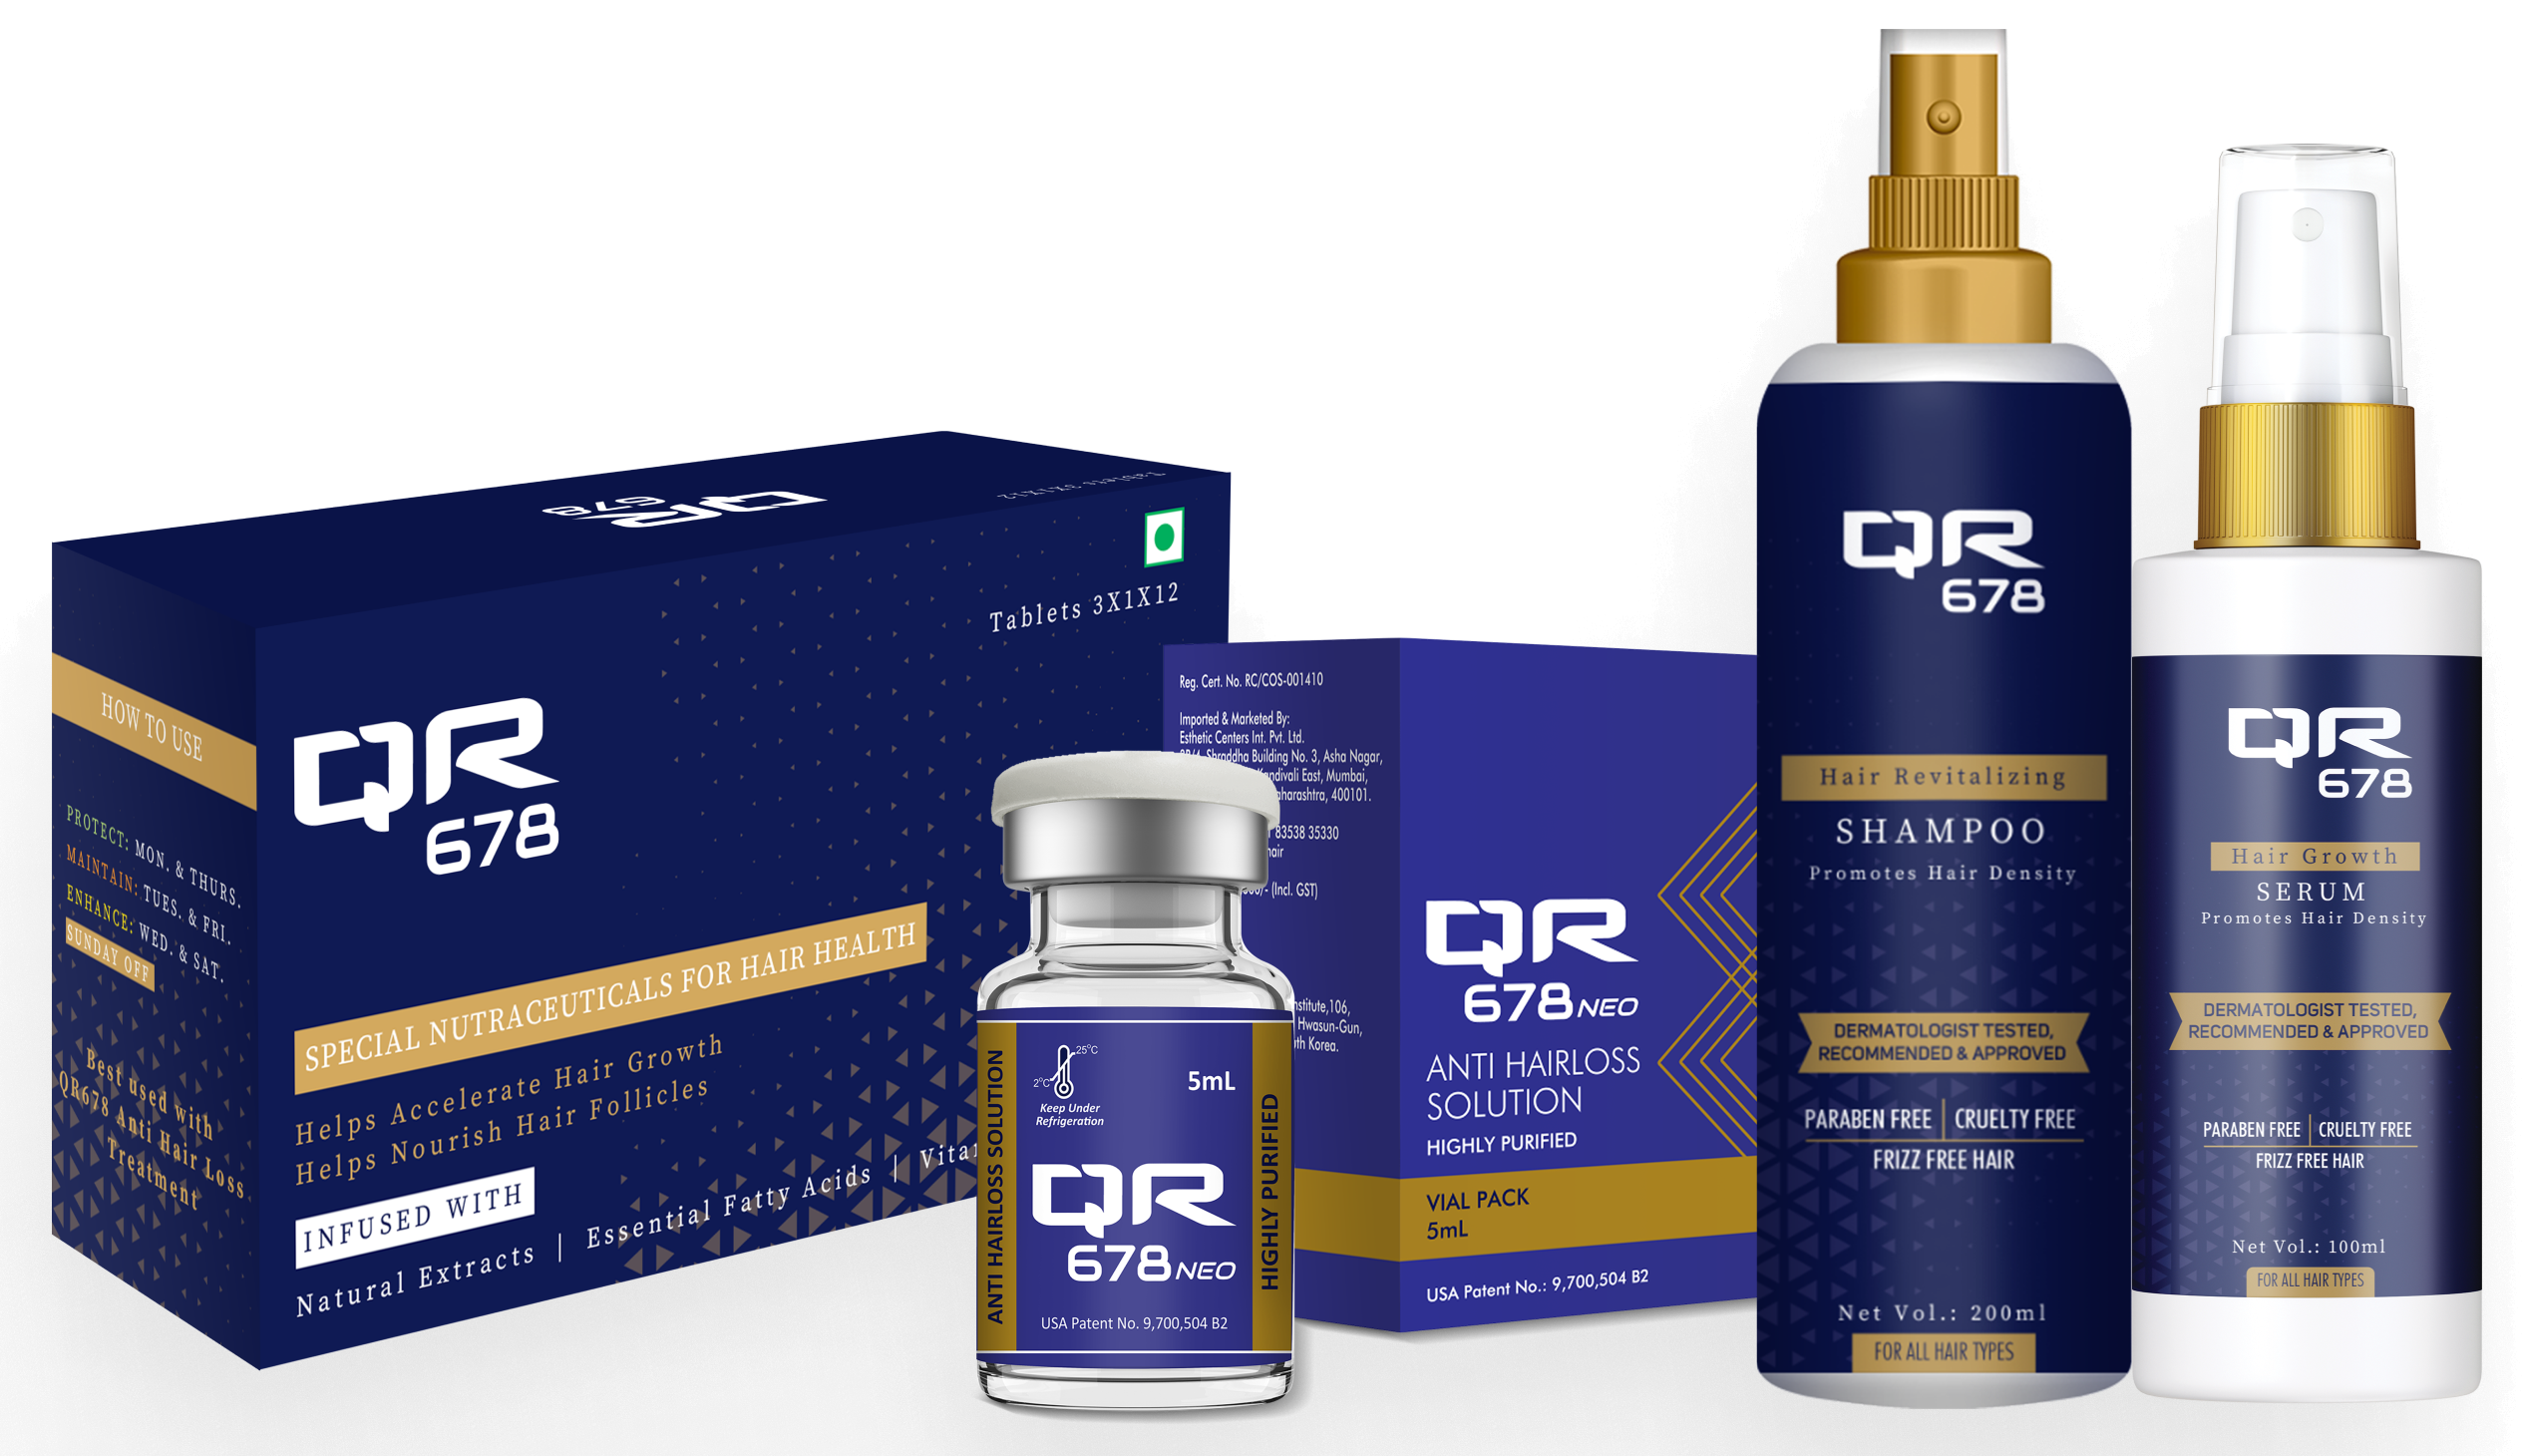 QR
678
Tablets 3X1X12
HOW TO USE
PROTECT: MON. & THURS.
MAINTAIN: TUES. & FRI.
ENHANCE: WED. & SAT.
SUNDAY OFF
Best used with
QR678 Anti Hair Loss
Treatment
Tablets 3X1X12
QR
678
SPECIAL NUTRACEUTICALS FOR HAIR HEALTH
Helps Accelerate Hair Growth
Helps Nourish Hair Follicles
INFUSED WITH
Natural Extracts | Essential Fatty Acids |
ANTI HAIRLOSS SOLUTION
25°C
2°C
Keep Under
Refrigeration
5mL
QR
678 NEO
USA Patent No. 9,700,504 B2
HIGHLY PURIFIED
Reg. Cert. No. RC/COS-001410
Imported & Marketed By:
Esthetic Centers Int. Pvt. Ltd.
Shraddha Building No. 3, Asha Nagar,
Kandivali East, Mumbai,
400101.
83538 35330
(Incl. GST)
106,
Hwasun-Gun,
Korea.
QR
678 NEO
ANTI HAIRLOSS
SOLUTION
HIGHLY PURIFIED
VIAL PACK
5mL
USA Patent No.: 9,700,504 B2
QR
678
Hair Revitalizing
SHAMPOO
Promotes Hair Density
DERMATOLOGIST TESTED,
RECOMMENDED & APPROVED
PARABEN FREE | CRUELTY FREE
FRIZZ FREE HAIR
Net Vol.: 200ml
FOR ALL HAIR TYPES
QR
678
Hair Growth
SERUM
Promotes Hair Density
DERMATOLOGIST TESTED,
RECOMMENDED & APPROVED
PARABEN FREE | CRUELTY FREE
FRIZZ FREE HAIR
Net Vol.: 100ml
FOR ALL HAIR TYPES